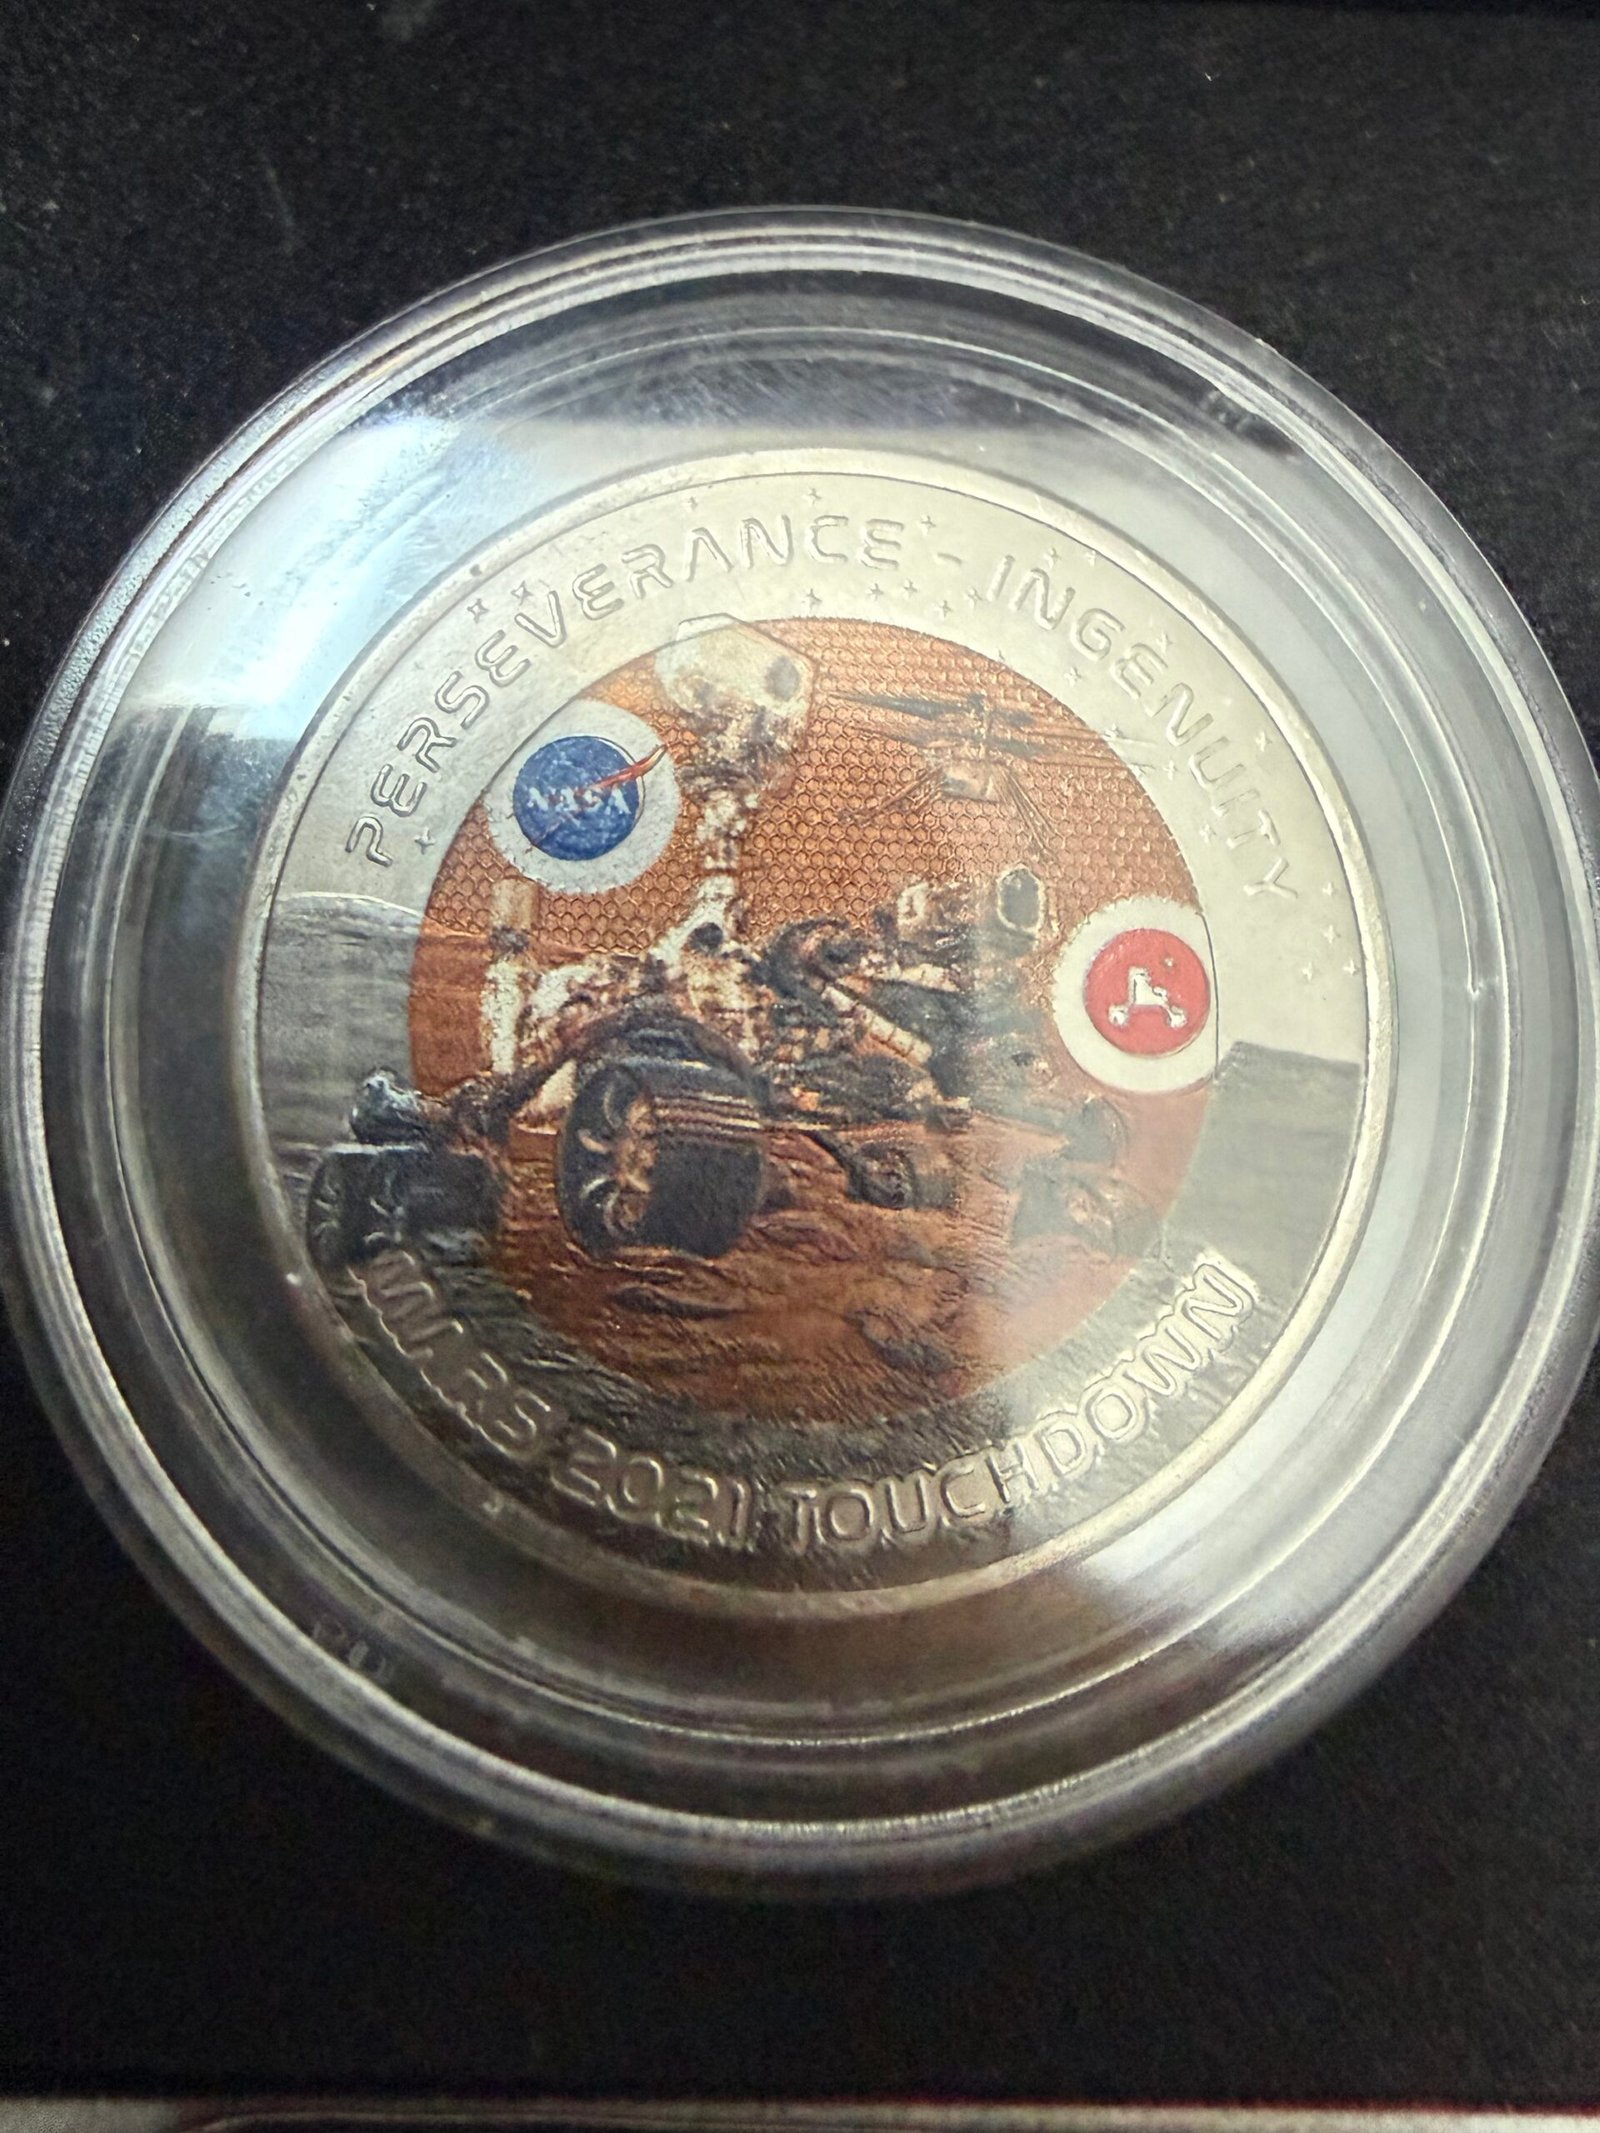 PERSEVERANCE - INGENUITY
NASA
MARS 2021 TOUCHDOWN